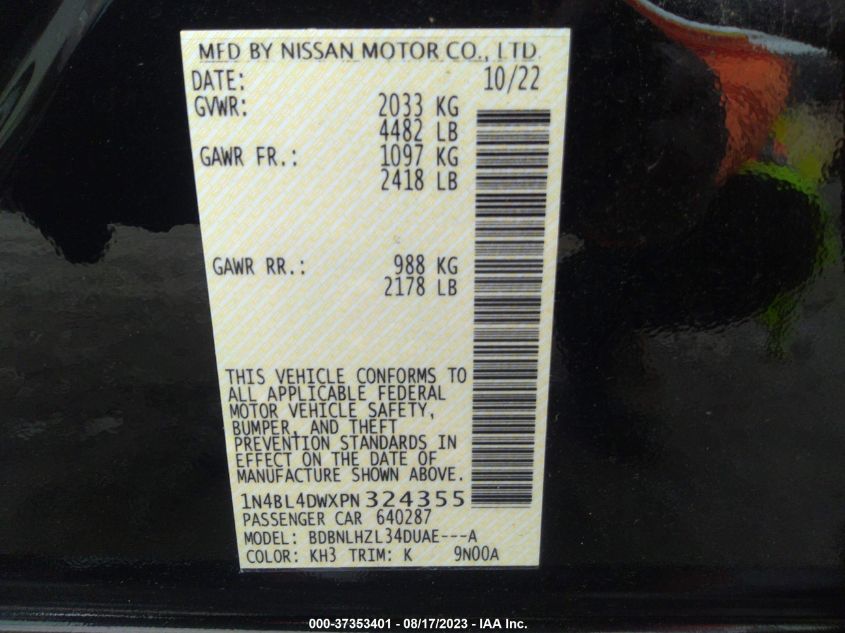 MFD BY NISSAN MOTOR CO., LTD.
DATE: 10/22
GVWR: 2033 KG
4482 LB
GAWR FR.: 1097 KG
2418 LB
GAWR RR.: 988 KG
2178 LB
THIS VEHICLE CONFORMS TO
ALL APPLICABLE FEDERAL
MOTOR VEHICLE SAFETY,
BUMPER, AND THEFT
PREVENTION STANDARDS IN
EFFECT ON THE DATE OF
MANUFACTURE SHOWN ABOVE.
1N4BL4DWXPN324355
PASSENGER CAR 640287
MODEL: BDBNLHZL34DUAE---A
COLOR: KH3 TRIM: K 9N00A
000-37353401 - 08/17/2023 - IAA Inc.